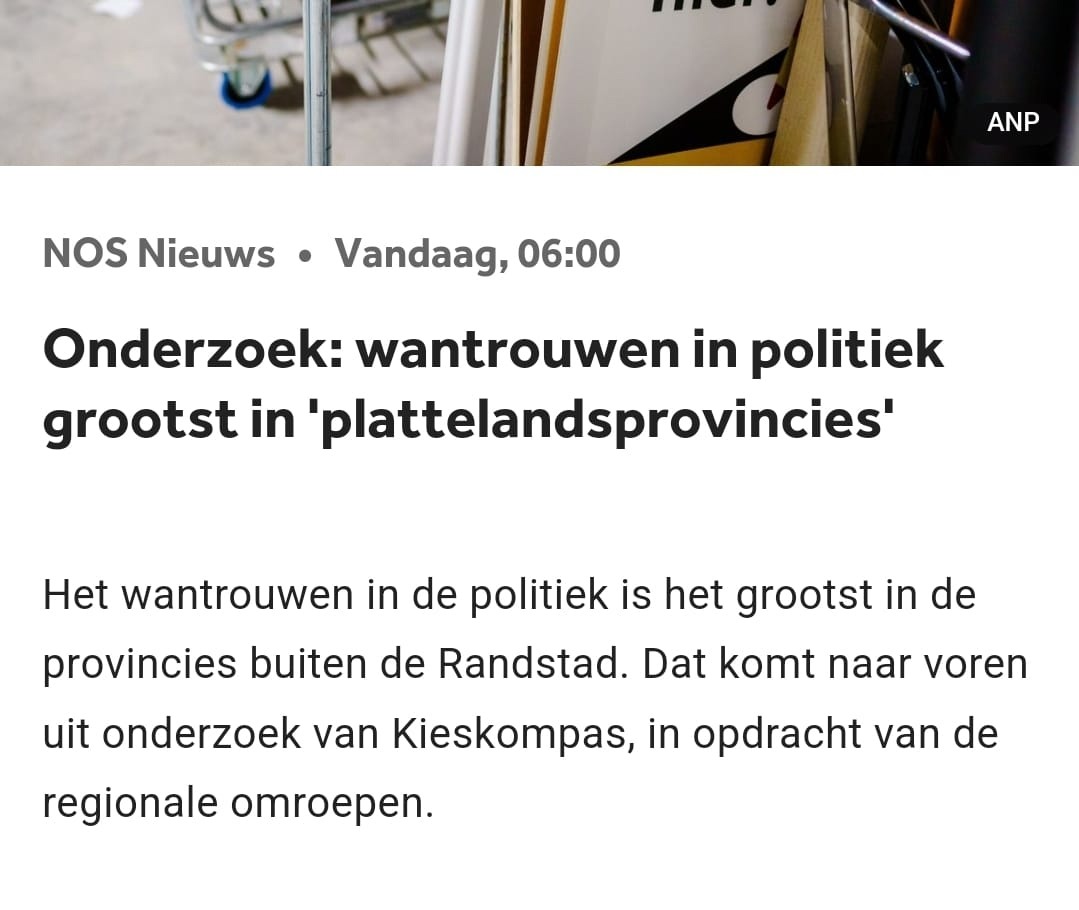 ANP
NOS Nieuws • Vandaag, 06:00
Onderzoek: wantrouwen in politiek
grootst in 'plattelandsprovincies'
Het wantrouwen in de politiek is het grootst in de
provincies buiten de Randstad. Dat komt naar voren
uit onderzoek van Kieskompas, in opdracht van de
regionale omroepen.